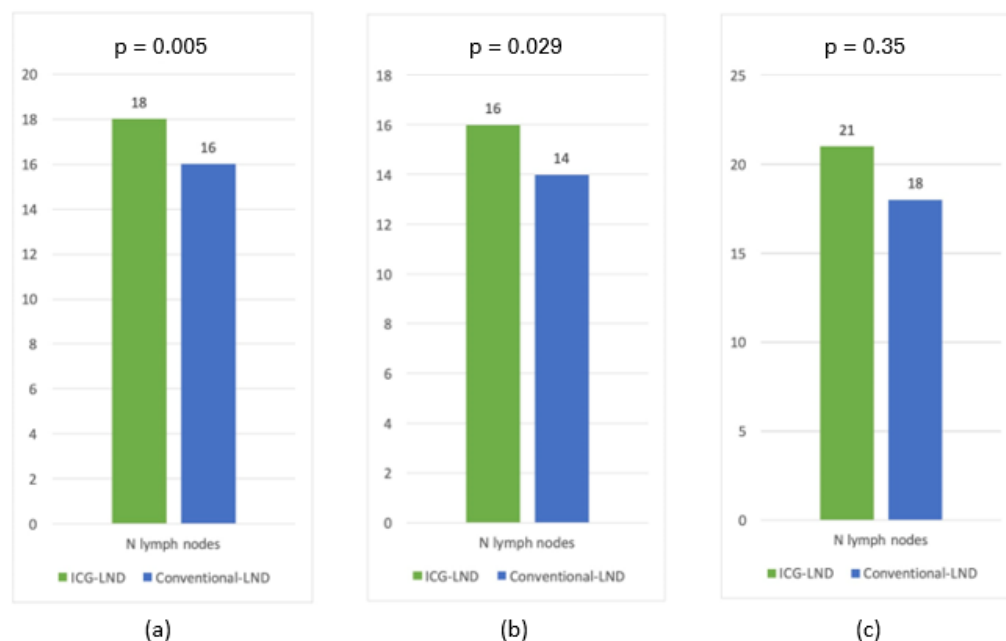 p = 0.005
20
18
16
14
12
10
8
6
4
2
0
18
16
N lymph nodes
ICG-LND Conventional-LND
(a)
p = 0.029
18
16
14
12
10
8
6
4
2
0
16
14
N lymph nodes
ICG-LND Conventional-LND
(b)
p = 0.35
25
20
15
10
5
0
21
18
N lymph nodes
ICG-LND Conventional-LND
(c)